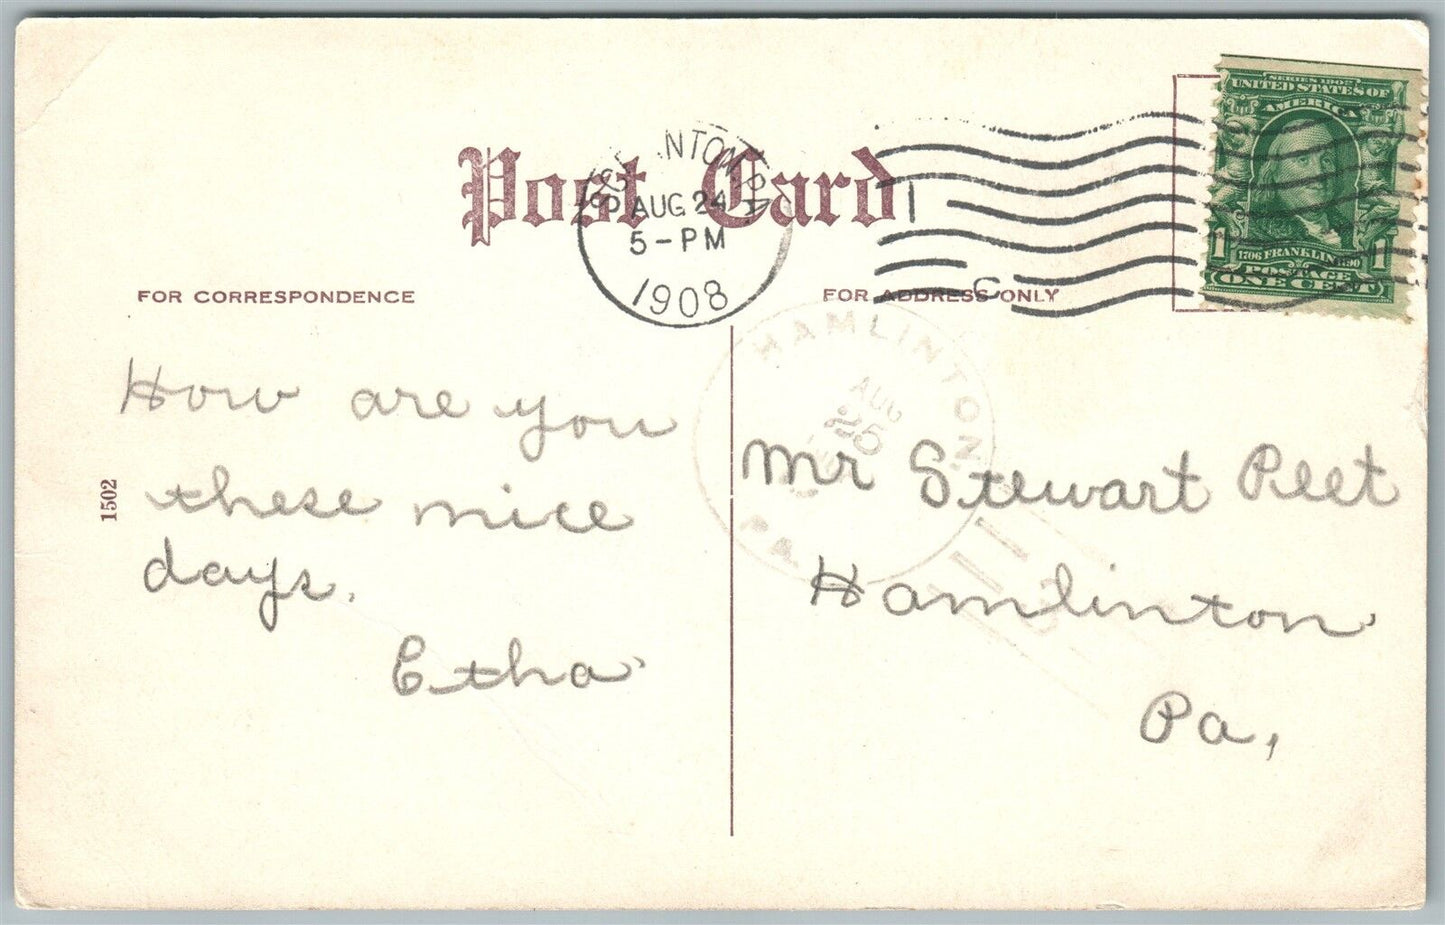 SERIES 1902
UNITED STATES OF
AMERICA
1 1706 FRANKLIN 1790 1
POSTAGE
ONE CENT
Post Card
AUG 24
5-PM
1908
C
FOR CORRESPONDENCE
FOR ADDRESS ONLY
HAMLINTON
AUG
25
PA.
1502
How are you
these nice
days.
Etha
Mr Stewart Peet
Hamlinton
Pa,